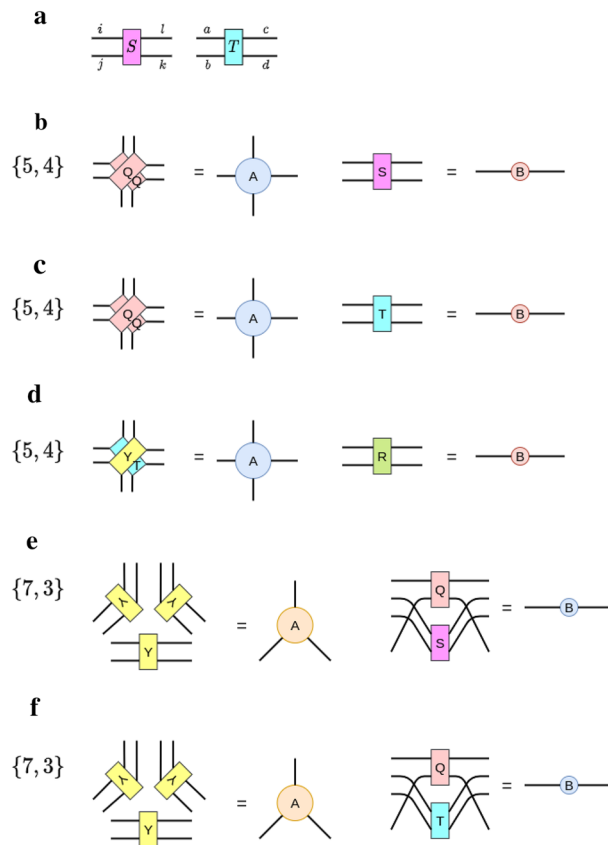 a
i l a c
S T
j k b d
b
{5, 4} Q Q = A S = B
c
{5, 4} Q Q = A T = B
d
{5, 4} Y T = A R = B
e
{7, 3} Y Y Y = A Q S = B
f
{7, 3} Y Y Y = A Q T = B